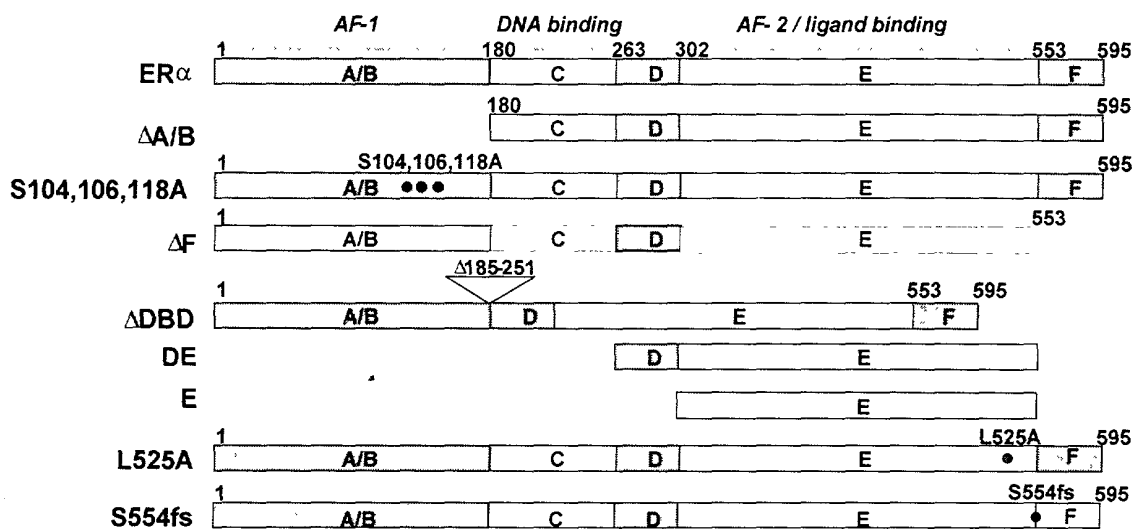 AF-1 DNA binding AF- 2 / ligand binding
1 180 263 302 553 595
ERα A/B C D E F
180 595
ΔA/B C D E F
1 S104,106,118A 595
S104,106,118A A/B C D E F
1 553
ΔF A/B C D E
Δ185-251
1 553 595
ΔDBD A/B D E F
DE D E
E E
1 L525A 595
L525A A/B C D E F
1 S554fs 595
S554fs A/B C D E F